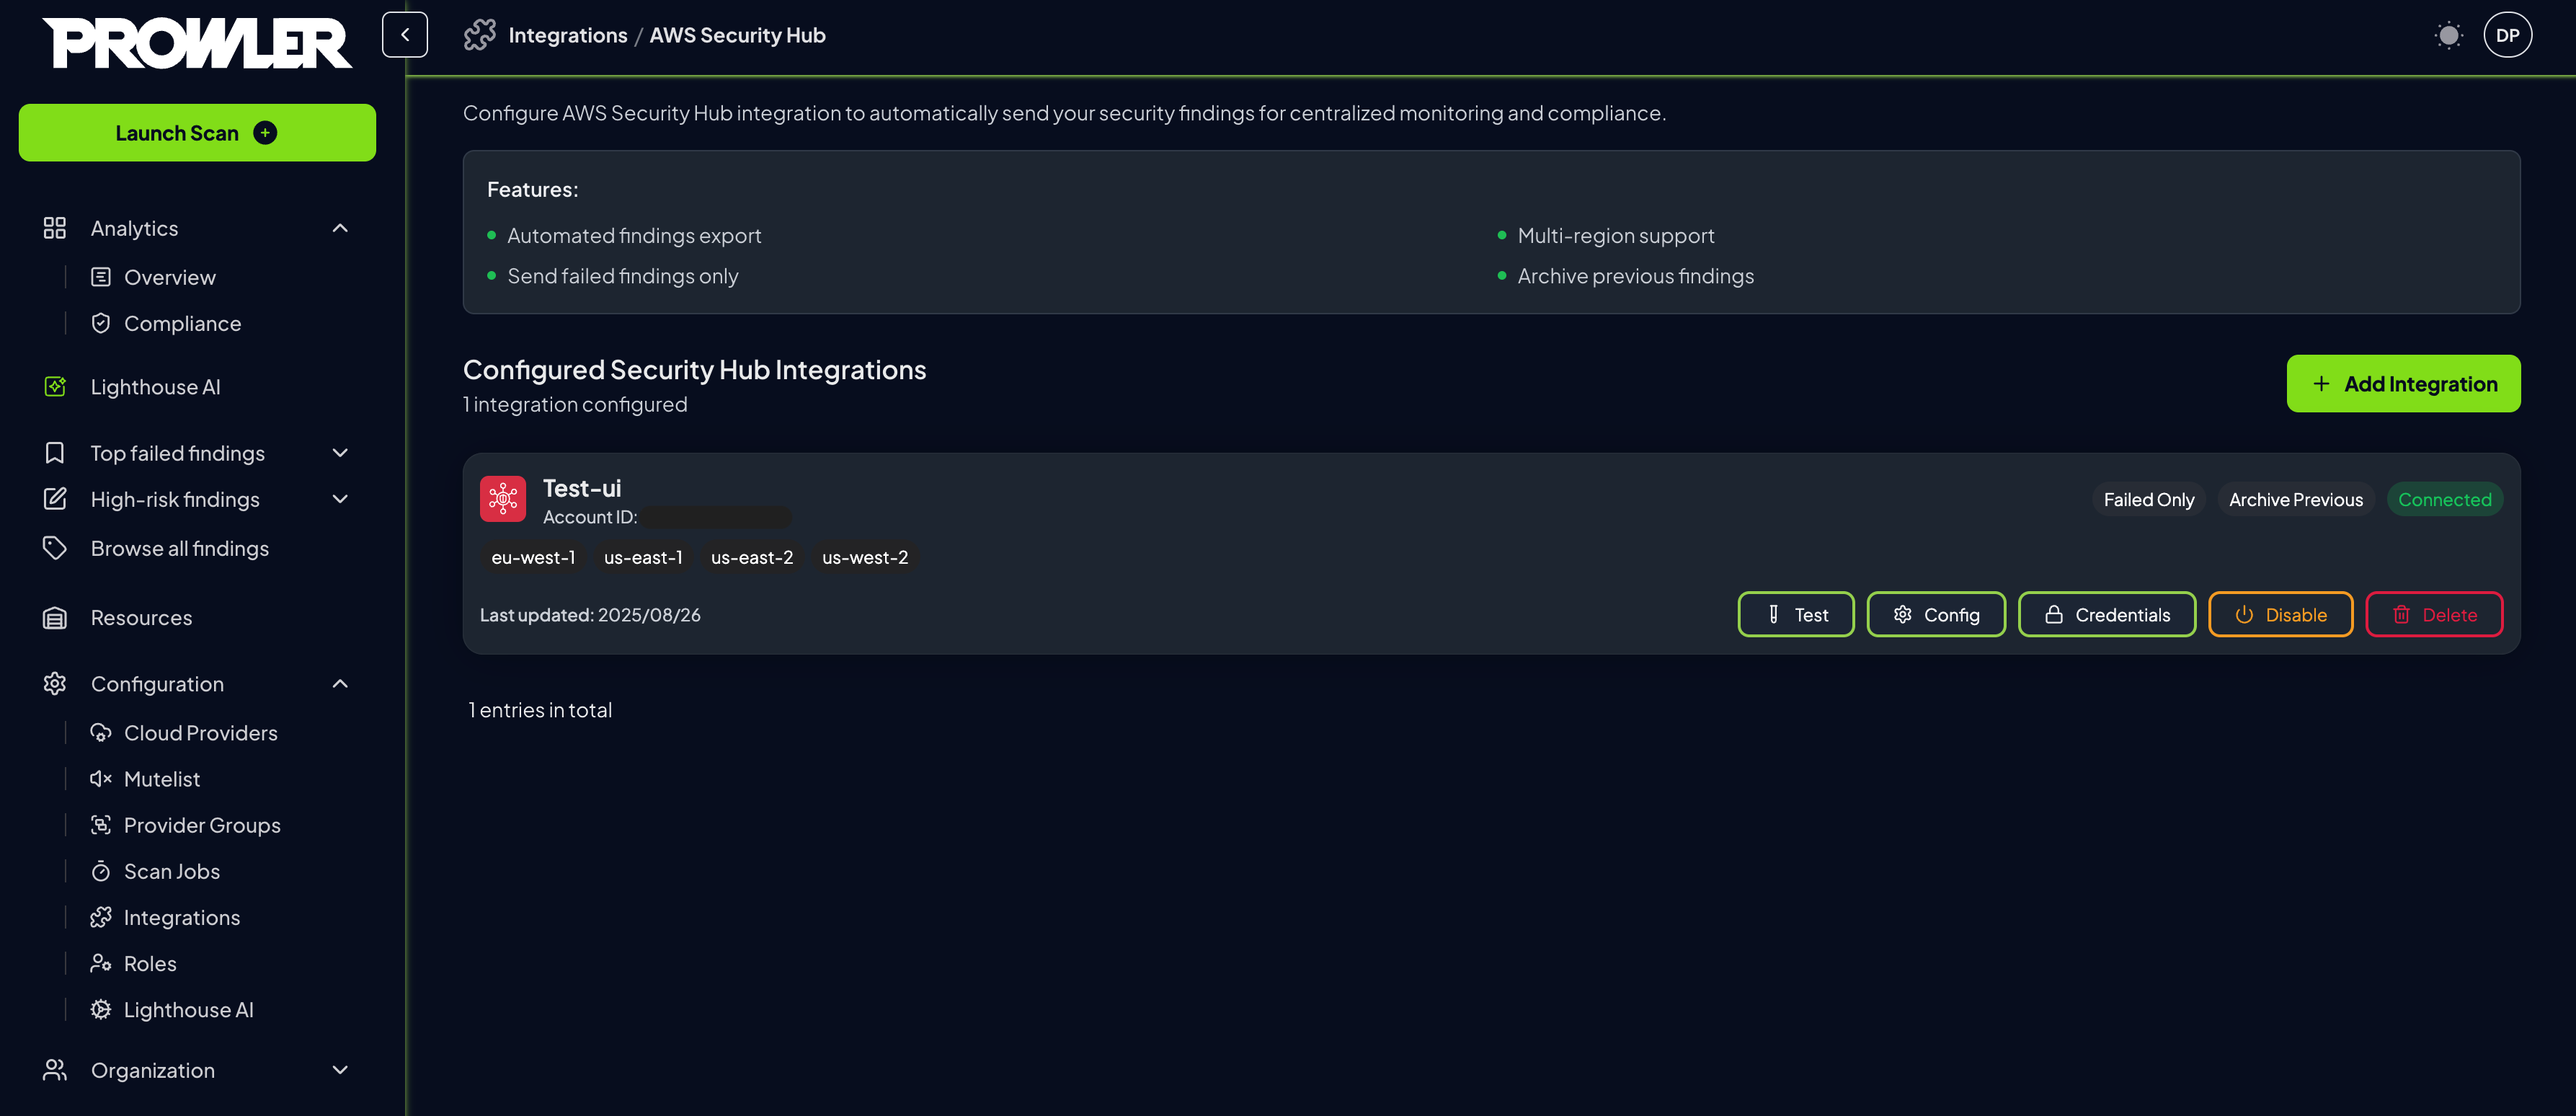 PROWLER
Launch Scan
Analytics
Overview
Compliance
Lighthouse AI
Top failed findings
High-risk findings
Browse all findings
Resources
Configuration
Cloud Providers
Mutelist
Provider Groups
Scan Jobs
Integrations
Roles
Lighthouse AI
Organization
Integrations / AWS Security Hub
DP
Configure AWS Security Hub integration to automatically send your security findings for centralized monitoring and compliance.
Features:
Automated findings export
Multi-region support
Send failed findings only
Archive previous findings
Configured Security Hub Integrations
1 integration configured
Add Integration
Test-ui
Account ID:
Failed Only
Archive Previous
Connected
eu-west-1 us-east-1 us-east-2 us-west-2
Last updated: 2025/08/26
Test
Config
Credentials
Disable
Delete
1 entries in total